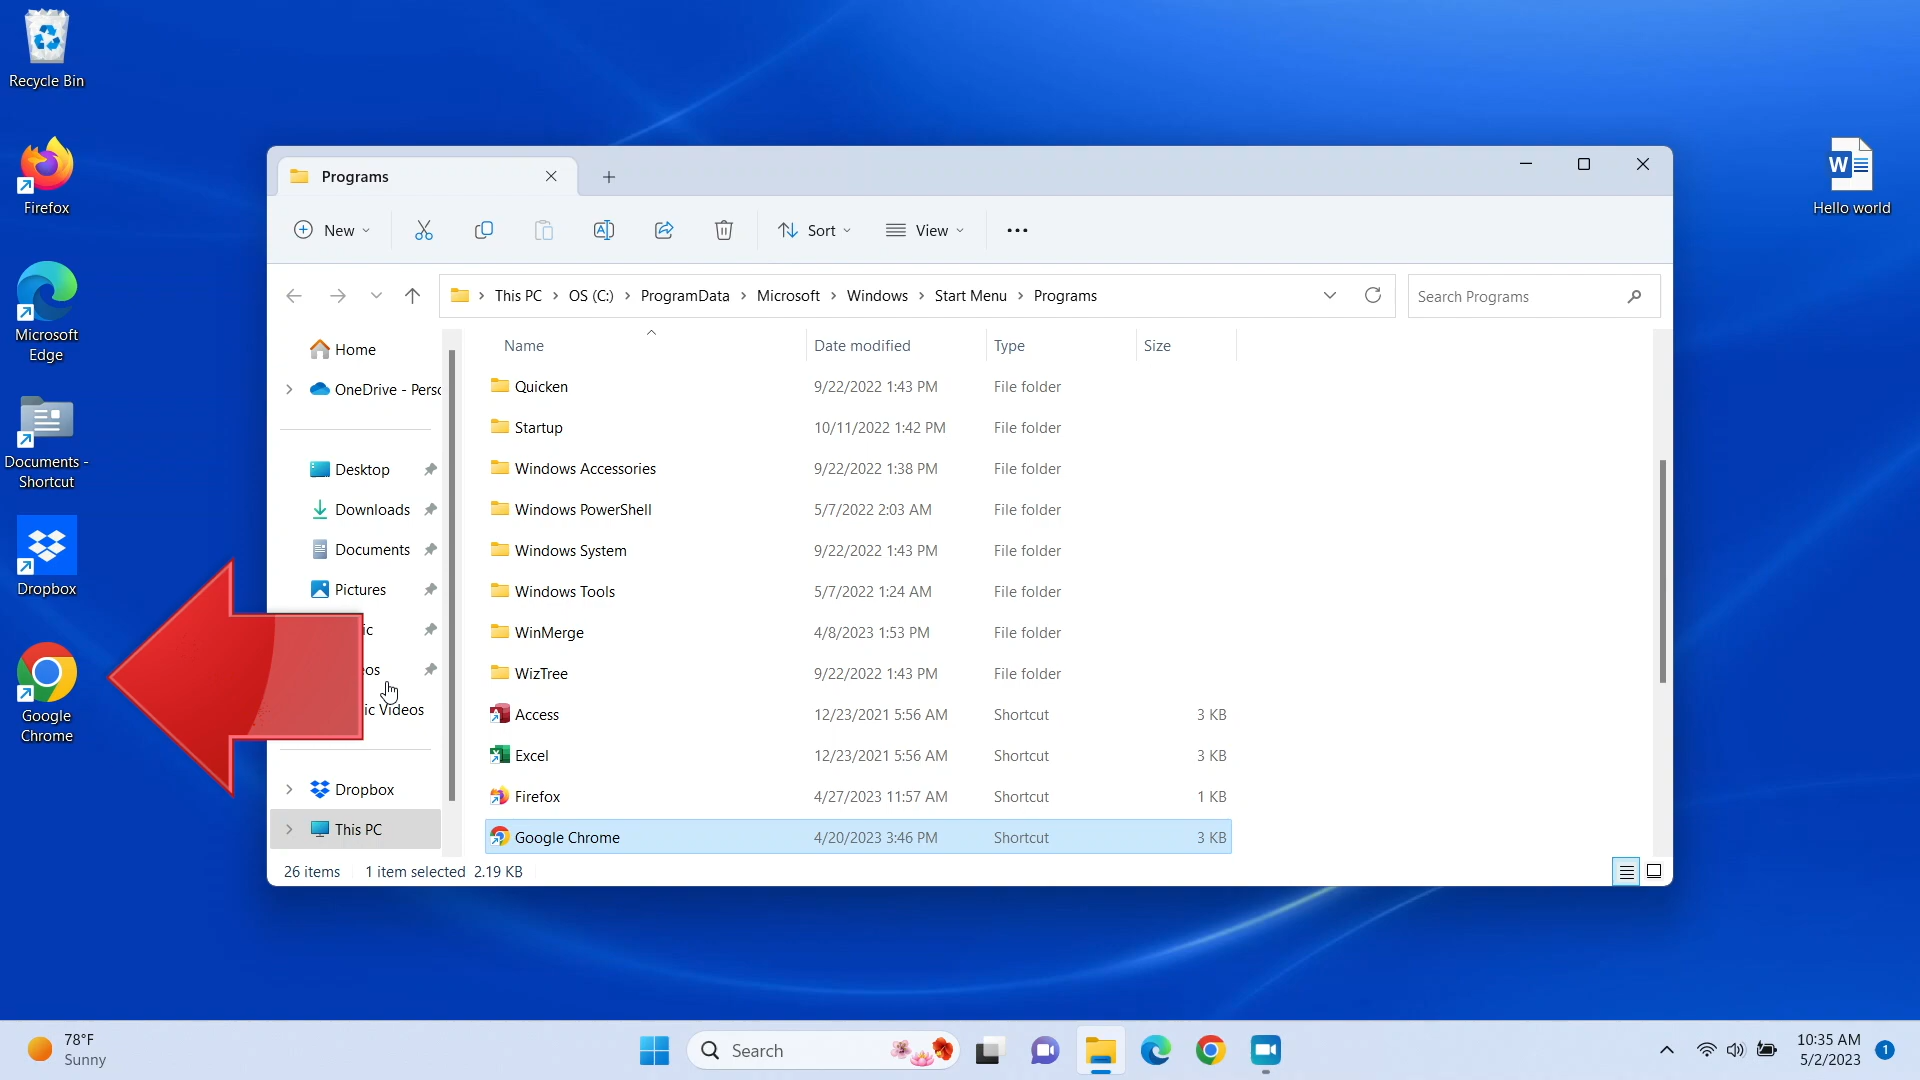 Recycle Bin
Firefox
Microsoft
Edge
Documents -
Shortcut
Dropbox
Google
Chrome
Hello world
Programs
New
Sort
View
This PC > OS (C:) > ProgramData > Microsoft > Windows > Start Menu > Programs
Search Programs
Home
OneDrive - Perso
Desktop
Downloads
Documents
Pictures
ic
eos
ic Videos
Dropbox
This PC
Name Date modified Type Size
Quicken 9/22/2022 1:43 PM File folder
Startup 10/11/2022 1:42 PM File folder
Windows Accessories 9/22/2022 1:38 PM File folder
Windows PowerShell 5/7/2022 2:03 AM File folder
Windows System 9/22/2022 1:43 PM File folder
Windows Tools 5/7/2022 1:24 AM File folder
WinMerge 4/8/2023 1:53 PM File folder
WizTree 9/22/2022 1:43 PM File folder
Access 12/23/2021 5:56 AM Shortcut 3 KB
Excel 12/23/2021 5:56 AM Shortcut 3 KB
Firefox 4/27/2023 11:57 AM Shortcut 1 KB
Google Chrome 4/20/2023 3:46 PM Shortcut 3 KB
26 items 1 item selected 2.19 KB
78°F
Sunny
Search
10:35 AM
5/2/2023
1